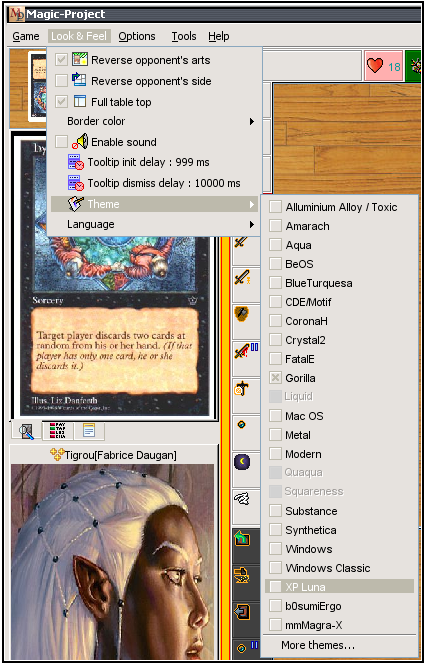 Magic-Project
Game Look & Feel Options Tools Help
Reverse opponent's arts
Reverse opponent's side
Full table top
Border color
Enable sound
Tooltip init delay : 999 ms
Tooltip dismiss delay : 10000 ms
Theme
Language
18
Alluminium Alloy / Toxic
Amarach
Aqua
BeOS
BlueTurquesa
CDE/Motif
CoronaH
Crystal2
FatalE
Gorilla
Liquid
Mac OS
Metal
Modern
Quaqua
Squareness
Substance
Synthetica
Windows
Windows Classic
XP Luna
b0sumiErgo
mmMagra-X
More themes...
Sorcery
Target player discards two cards at
random from his or her hand. (If that
player has only one card, he or she
discards it.)
Illus. Liz Danforth
Tigrou[Fabrice Daugan]